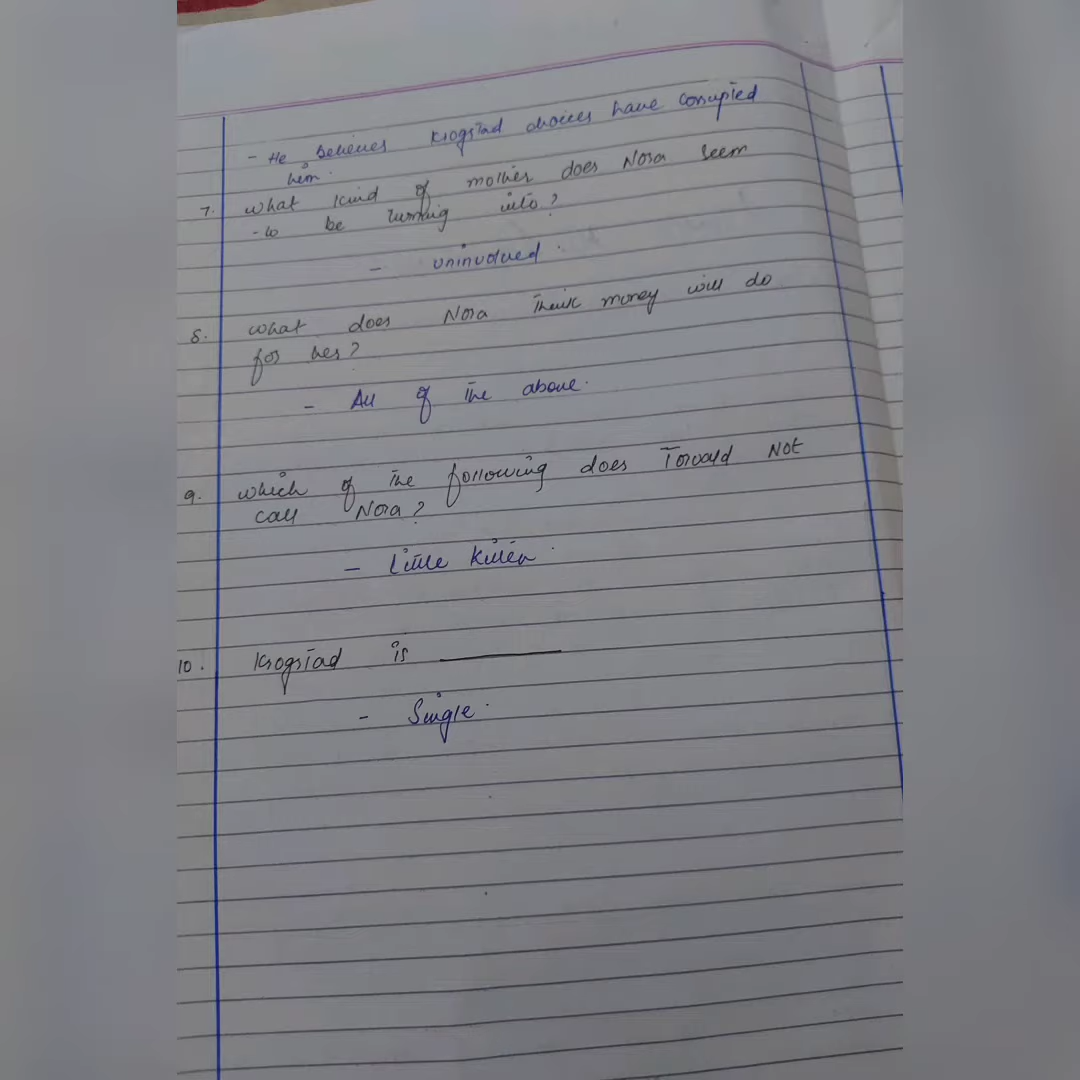 - He Believes Krogstad choices have corrupted
him.
7. what kind of mother does Nora seem
- to be turning into?
- uninvolved.
8. what does Nora Think money will do
for her?
- All of the above.
9. which of the following does Torvald Not
call Nora?
- Little Kitten.
10. Krogstad is ________
- Single.